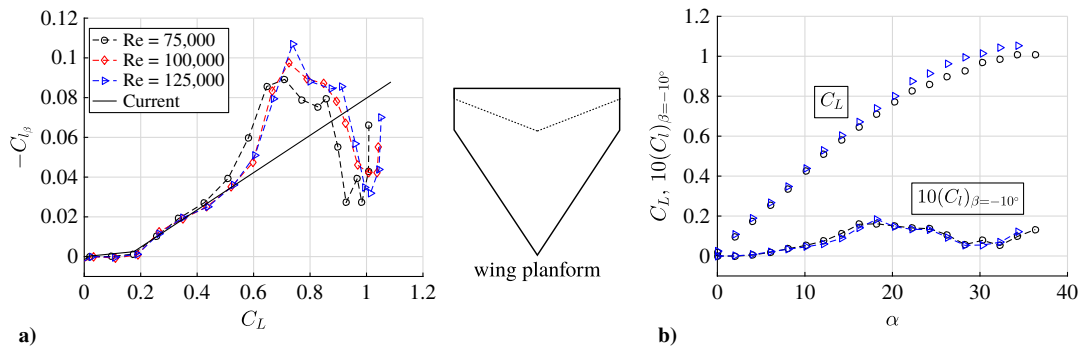 0.12
0.1
0.08
0.06
0.04
0.02
0
−C_{l_β}
Re = 75,000
Re = 100,000
Re = 125,000
Current
0 0.2 0.4 0.6 0.8 1 1.2
C_L
a)
wing planform
1.2
1
0.8
0.6
0.4
0.2
0
C_L, 10(C_l)_{β=−10°}
C_L
10(C_l)_{β=−10°}
0 10 20 30 40
α
b)